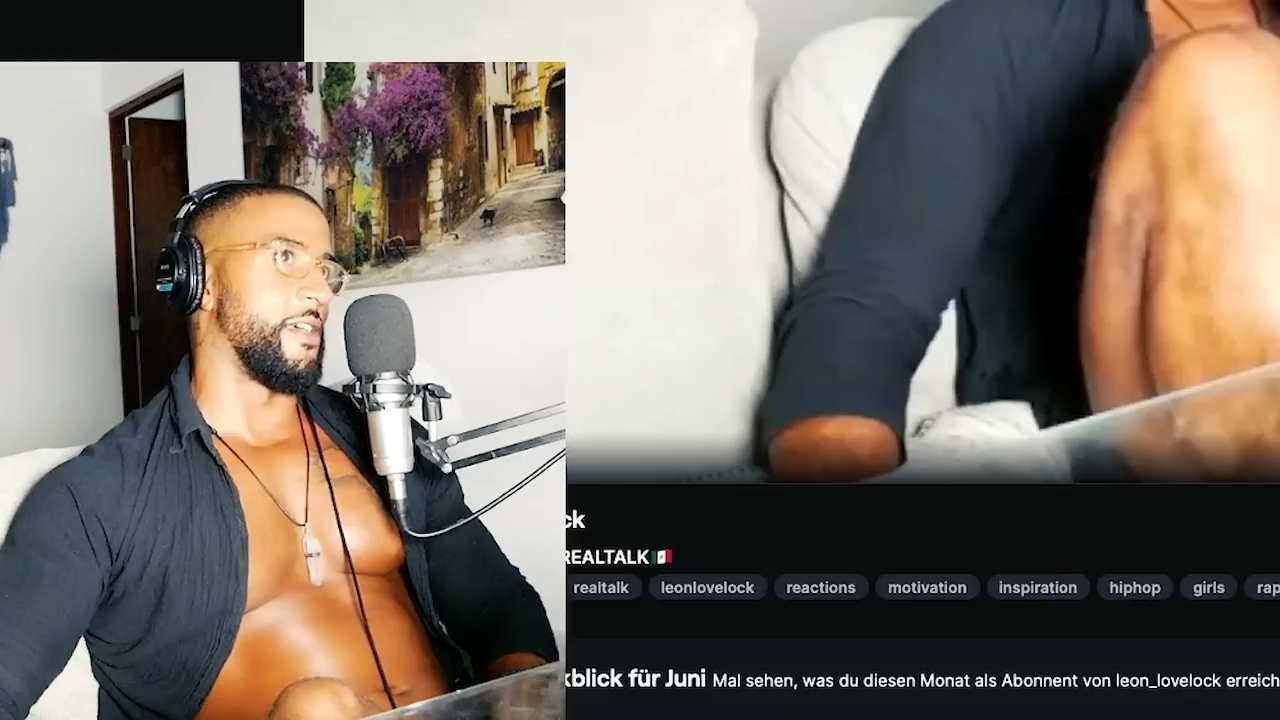 ck
REALTALK🇲🇽
realtalk leonlovelock reactions motivation inspiration hiphop girls rap
kblick für Juni Mal sehen, was du diesen Monat als Abonnent von leon_lovelock erreich